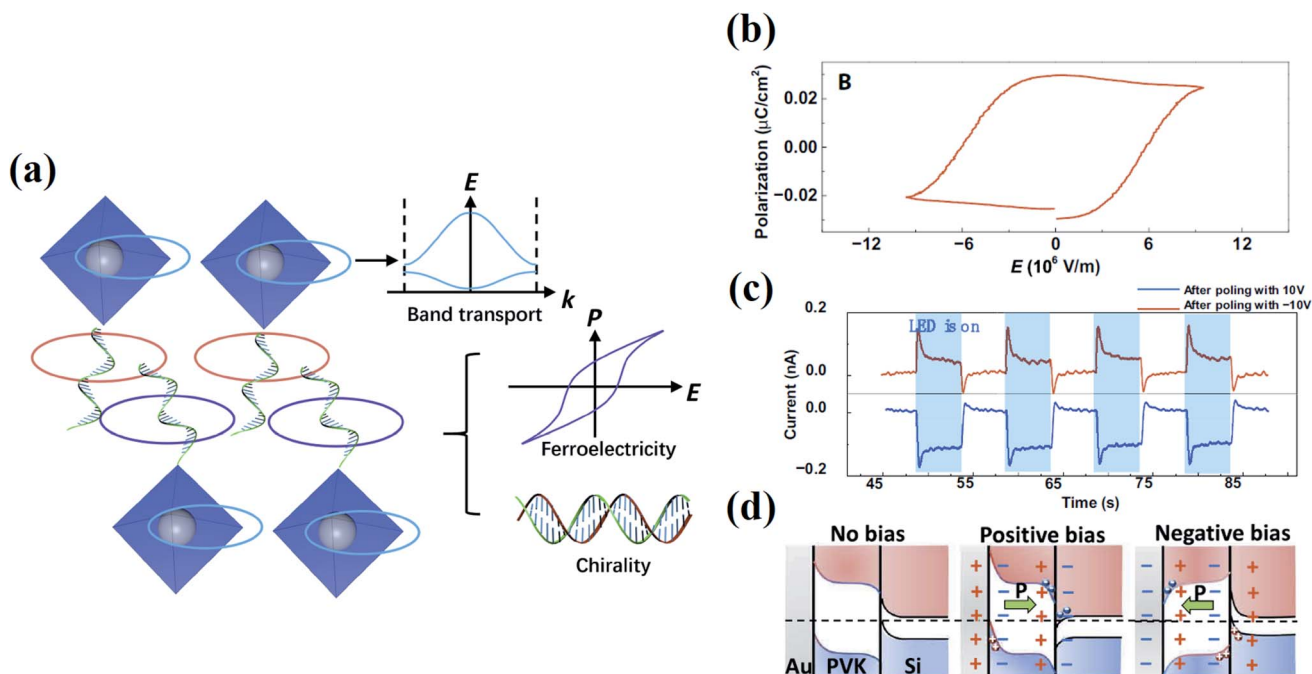 (a)
E
k
Band transport
P
E
Ferroelectricity
Chirality
(b)
B
Polarization (μC/cm²)
0.02
0.00
−0.02
−12 −6 0 6 12
E (10⁶ V/m)
(c)
After poling with 10V
After poling with −10V
LED is on
Current (nA)
0.2
0.0
0.0
−0.2
45 55 65 75 85
Time (s)
(d)
No bias
Positive bias
Negative bias
+ − + − + − + −
+ − P + − + P − +
+ − + − − + − +
+ − + − − + − +
Au PVK Si